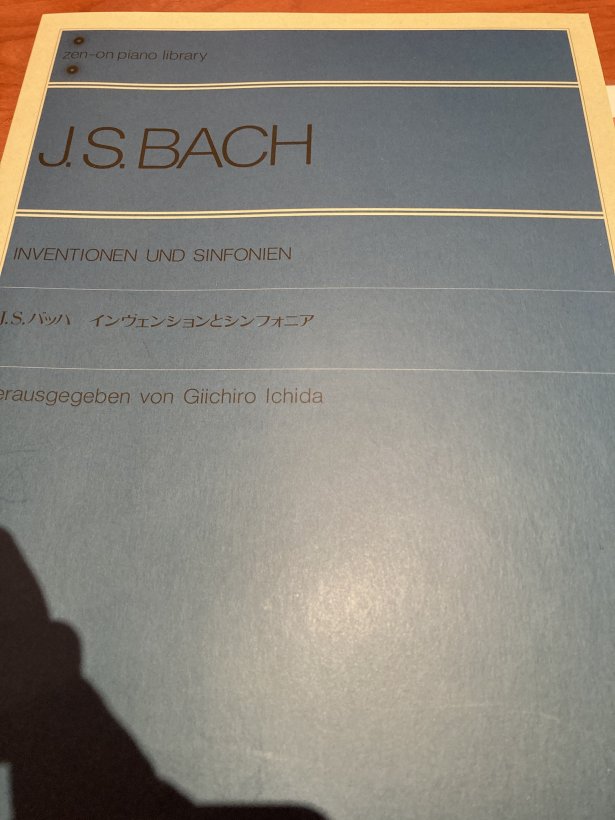 zen-on piano library
J.S.BACH
INVENTIONEN UND SINFONIEN
J.S.バッハ インヴェンションとシンフォニア
erausgegeben von Giichiro Ichida